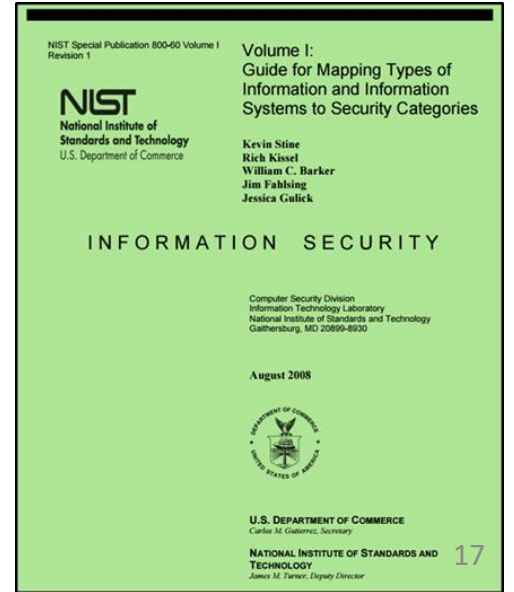 NIST Special Publication 800-60 Volume I
Revision 1
NIST
National Institute of
Standards and Technology
U.S. Department of Commerce
Volume I:
Guide for Mapping Types of
Information and Information
Systems to Security Categories
Kevin Stine
Rich Kissel
William C. Barker
Jim Fahlsing
Jessica Gulick
INFORMATION SECURITY
Computer Security Division
Information Technology Laboratory
National Institute of Standards and Technology
Gaithersburg, MD 20899-8930
August 2008
DEPARTMENT OF COMMERCE
UNITED STATES OF AMERICA
U.S. DEPARTMENT OF COMMERCE
Carlos M. Gutierrez, Secretary
NATIONAL INSTITUTE OF STANDARDS AND
TECHNOLOGY
James M. Turner, Deputy Director
17